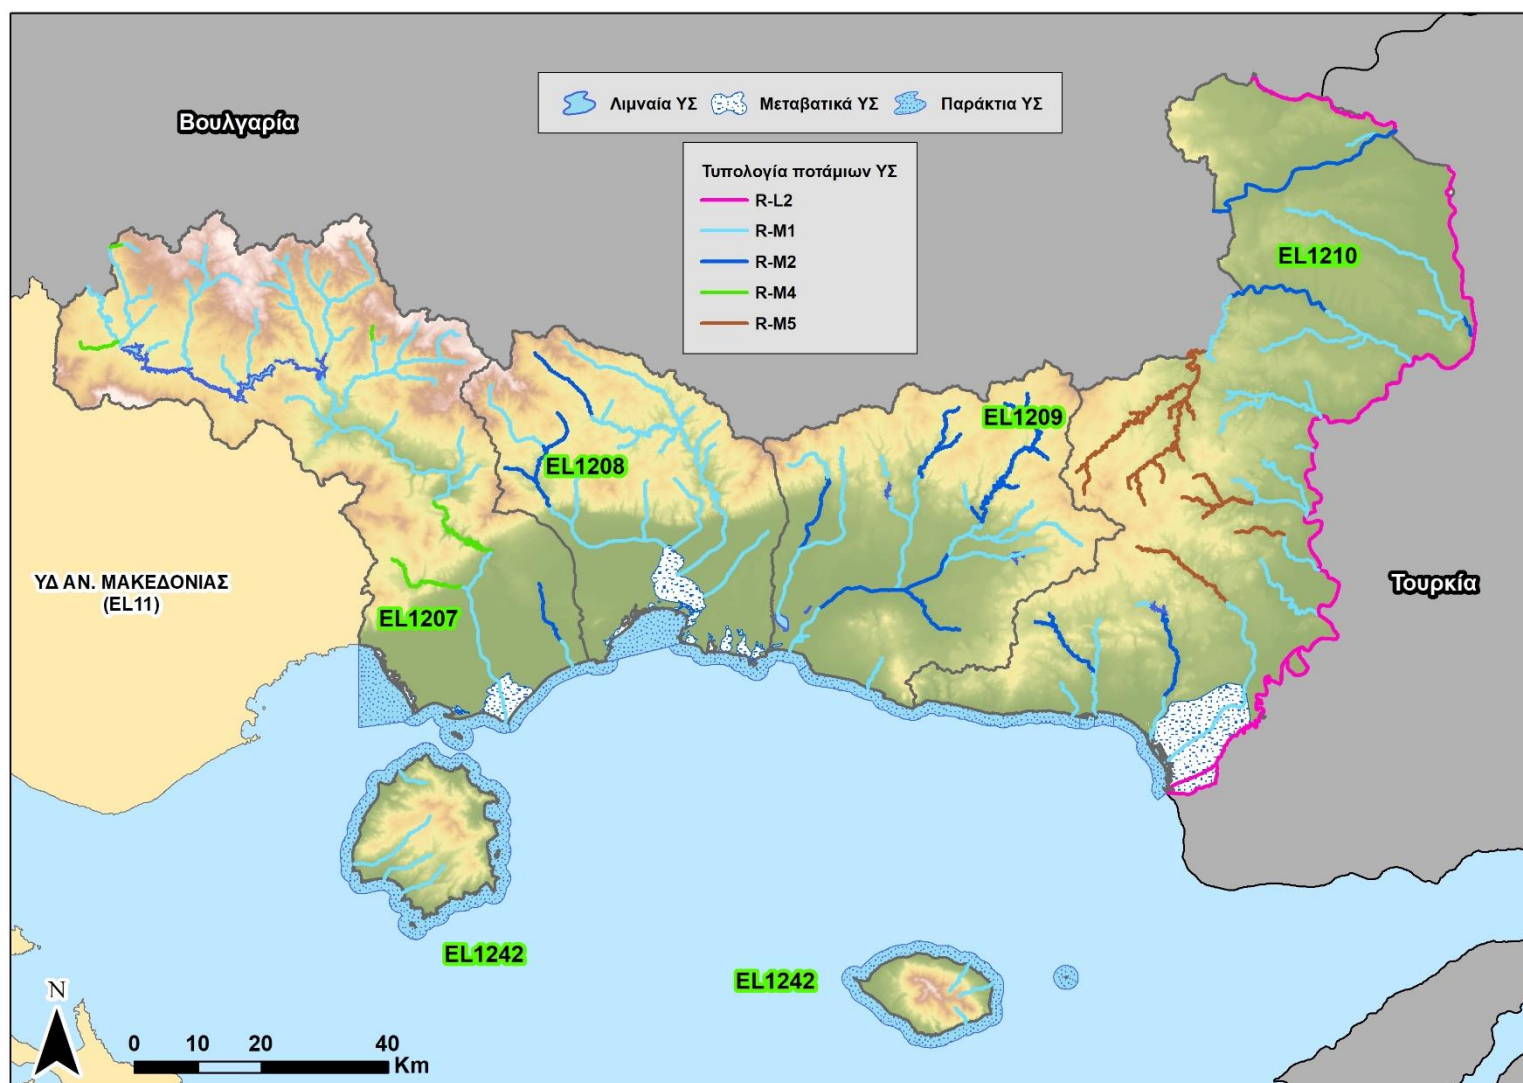 Λιμναία ΥΣ Μεταβατικά ΥΣ Παράκτια ΥΣ
Βουλγαρία
Τυπολογία ποτάμιων ΥΣ
R-L2
R-M1
R-M2
R-M4
R-M5
EL1210
EL1209
EL1208
ΥΔ ΑΝ. ΜΑΚΕΔΟΝΙΑΣ
(EL11)
Τουρκία
EL1207
EL1242
EL1242
N
0 10 20 40
Km